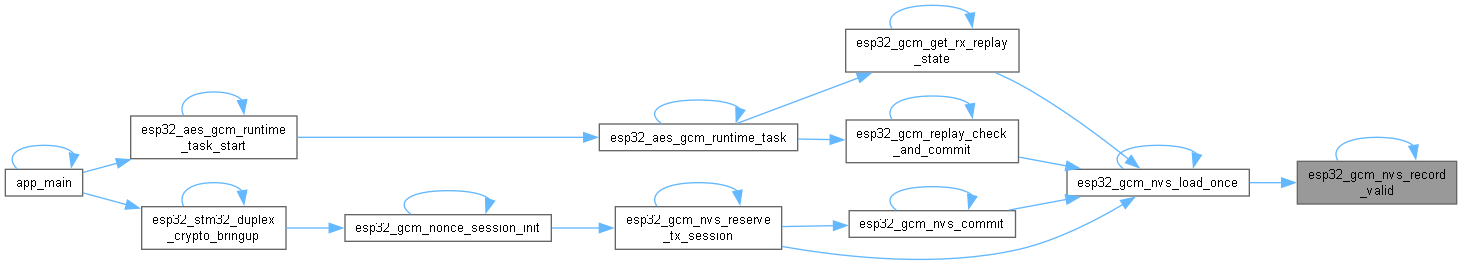 esp32_gcm_get_rx_replay
_state
esp32_aes_gcm_runtime
_task_start
esp32_aes_gcm_runtime_task
esp32_gcm_replay_check
_and_commit
app_main
esp32_gcm_nvs_load_once
esp32_gcm_nvs_record
_valid
esp32_stm32_duplex
_crypto_bringup
esp32_gcm_nonce_session_init
esp32_gcm_nvs_reserve
_tx_session
esp32_gcm_nvs_commit